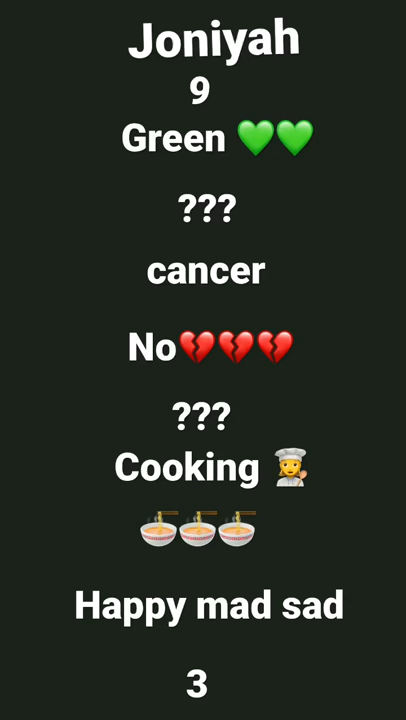 Joniyah
9
Green 💚💚
???
cancer
No💔💔💔
???
Cooking 👩‍🍳
🍜🍜🍜
Happy mad sad
3